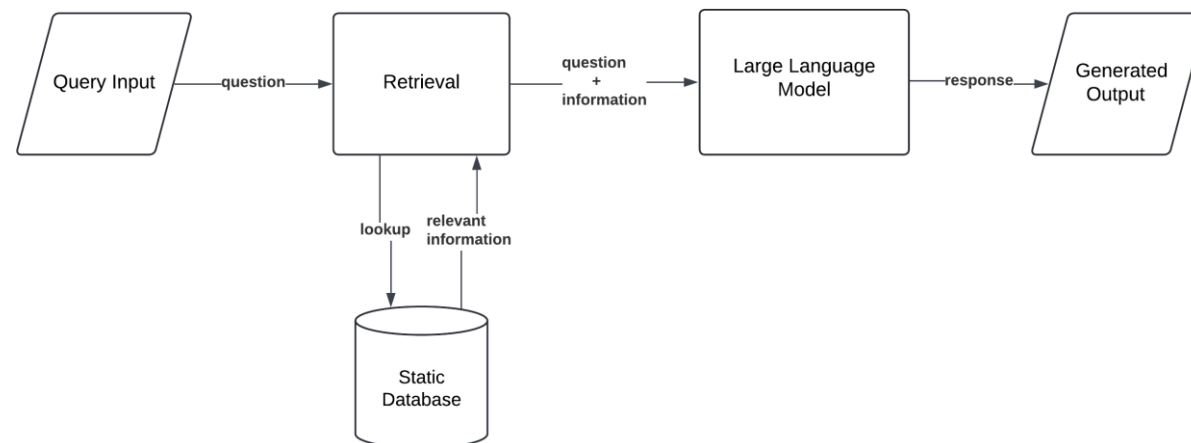 Query Input
question
Retrieval
question
+
information
Large Language
Model
response
Generated
Output
lookup
relevant
information
Static
Database